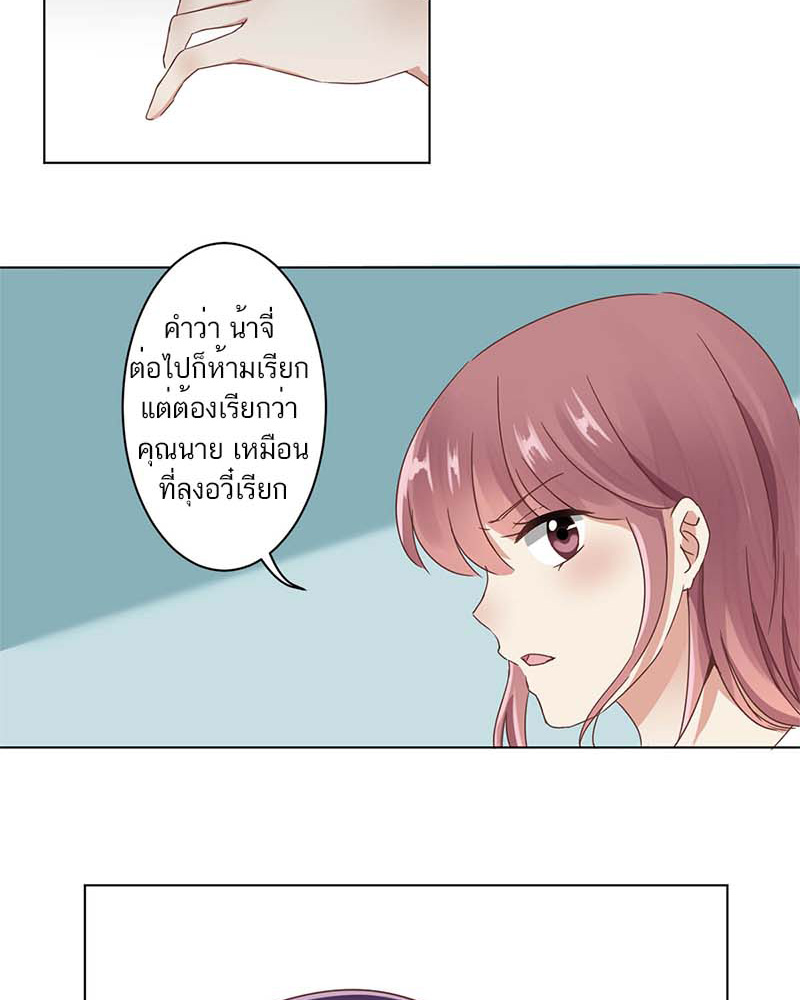 คำว่า น้าจี่
ต่อไปก็ห้ามเรียก
แต่ต้องเรียกว่า
คุณนาย เหมือน
ที่ลุงอวี๋เรียก